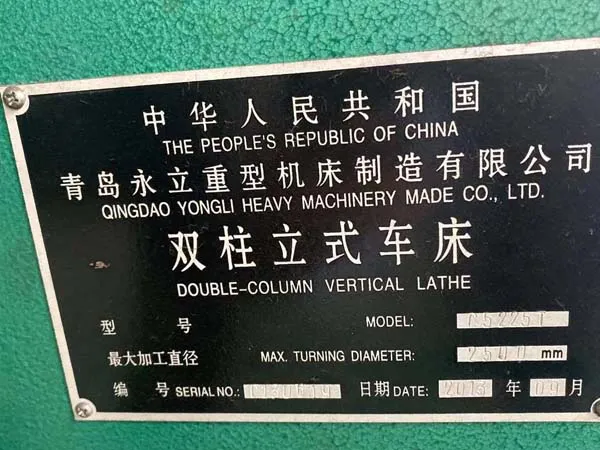 中华人民共和国
THE PEOPLE'S REPUBLIC OF CHINA
青岛永立重型机床制造有限公司
QINGDAO YONGLI HEAVY MACHINERY MADE CO., LTD.
双柱立式车床
DOUBLE-COLUMN VERTICAL LATHE
型 号 MODEL: C5225T
最大加工直径 MAX. TURNING DIAMETER: 2500 mm
编 号 SERIAL NO.: 日期 DATE: 2013 年 09 月